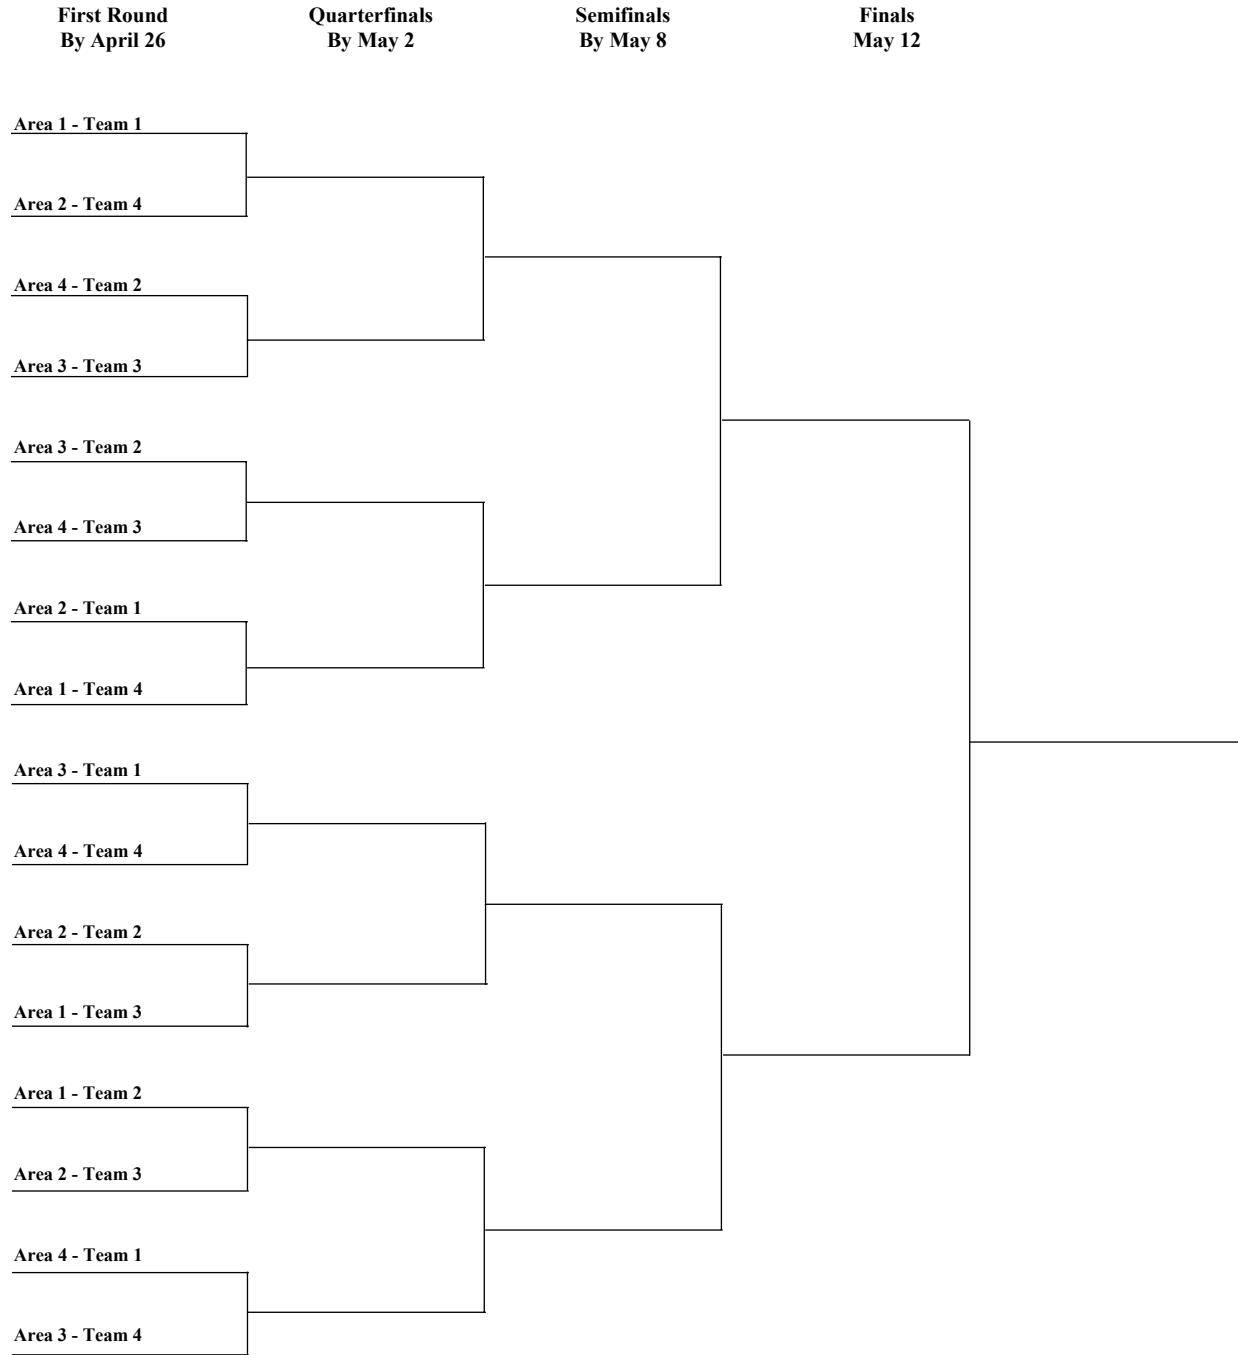 First Round
By April 26
Quarterfinals
By May 2
Semifinals
By May 8
Finals
May 12
Area 1 - Team 1
Area 2 - Team 4
Area 4 - Team 2
Area 3 - Team 3
Area 3 - Team 2
Area 4 - Team 3
Area 2 - Team 1
Area 1 - Team 4
Area 3 - Team 1
Area 4 - Team 4
Area 2 - Team 2
Area 1 - Team 3
Area 1 - Team 2
Area 2 - Team 3
Area 4 - Team 1
Area 3 - Team 4